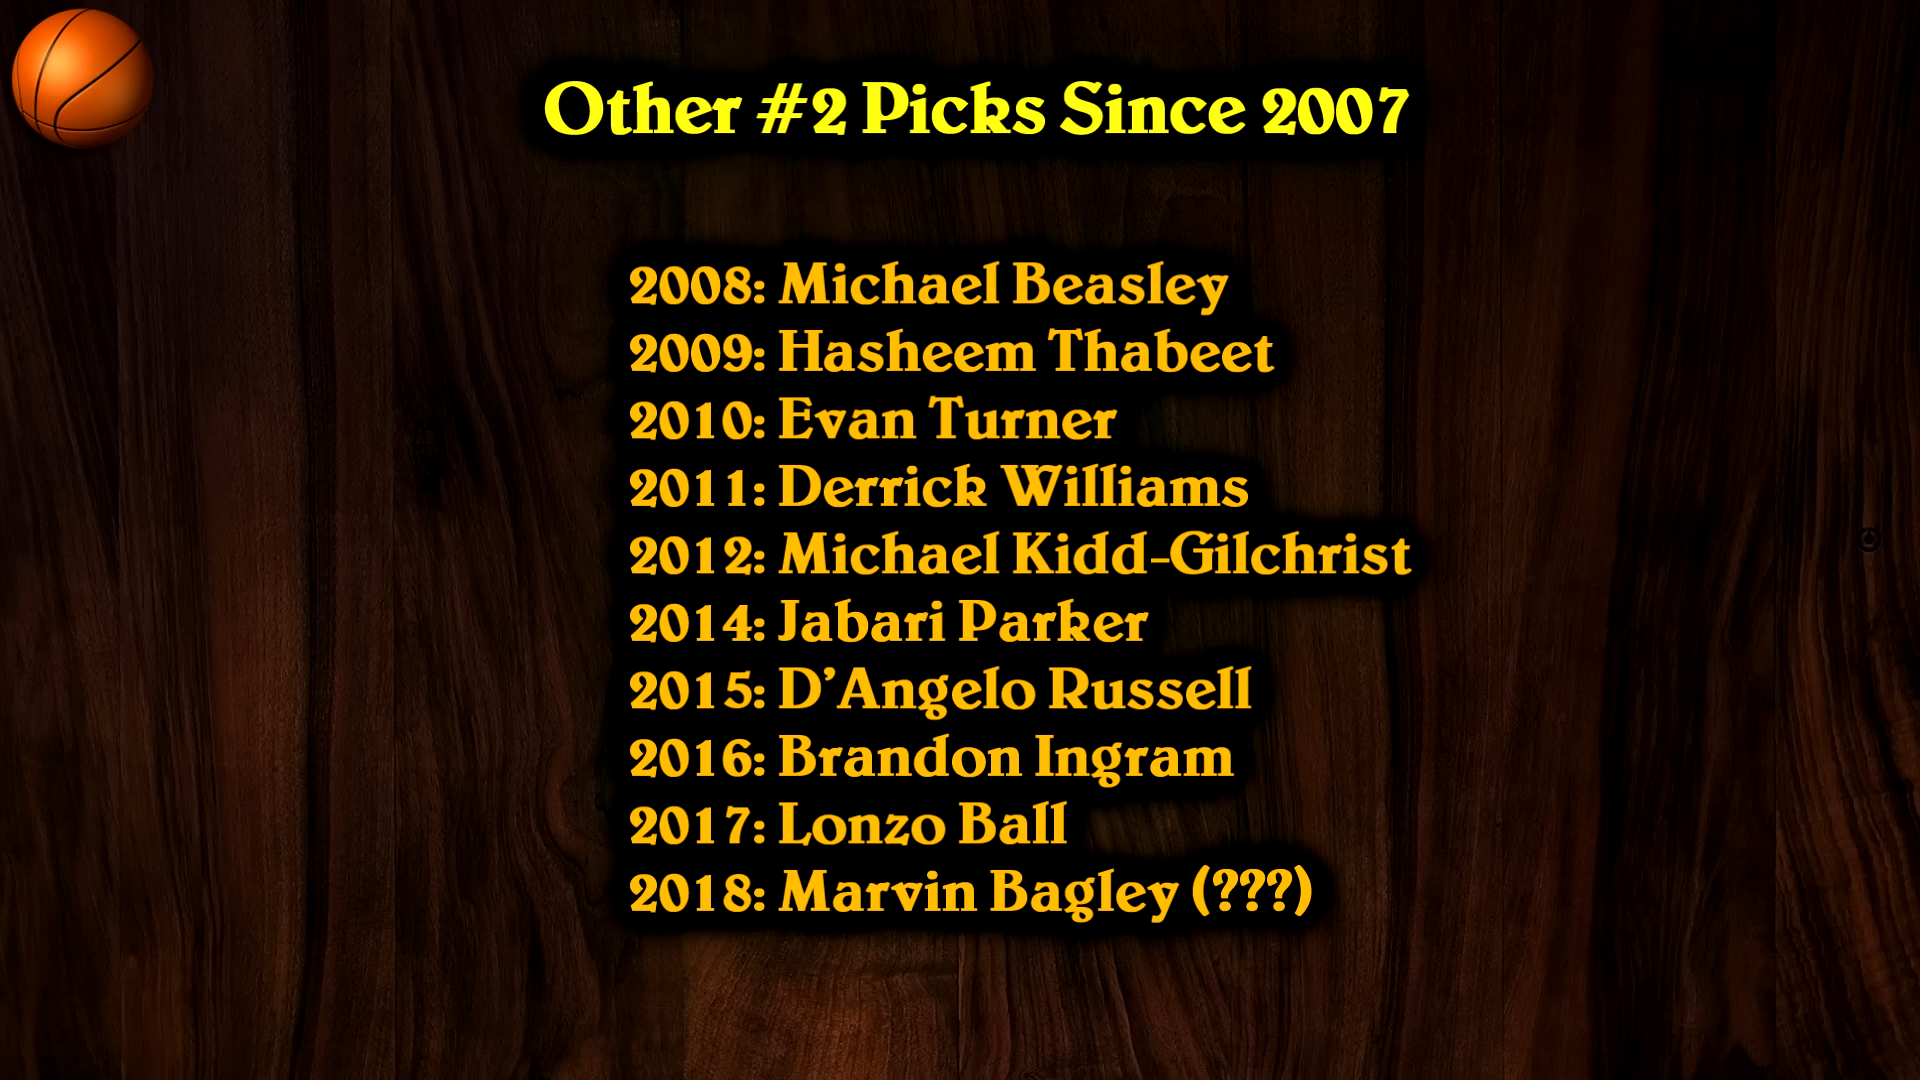 Other #2 Picks Since 2007
2008: Michael Beasley
2009: Hasheem Thabeet
2010: Evan Turner
2011: Derrick Williams
2012: Michael Kidd-Gilchrist
2014: Jabari Parker
2015: D'Angelo Russell
2016: Brandon Ingram
2017: Lonzo Ball
2018: Marvin Bagley (???)